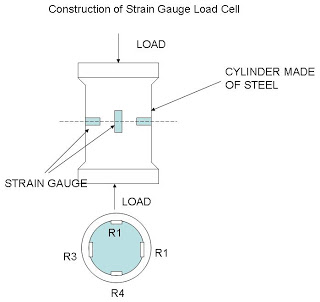 Construction of Strain Gauge Load Cell
LOAD
CYLINDER MADE
OF STEEL
STRAIN GAUGE
LOAD
R1
R3
R1
R4